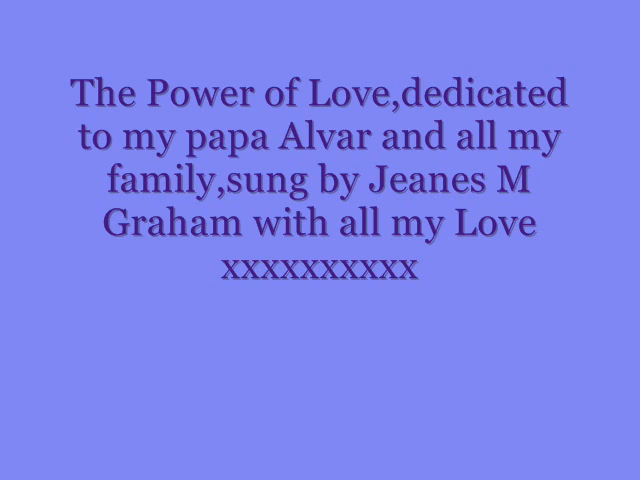 The Power of Love,dedicated
to my papa Alvar and all my
family,sung by Jeanes M
Graham with all my Love
xxxxxxxxxx